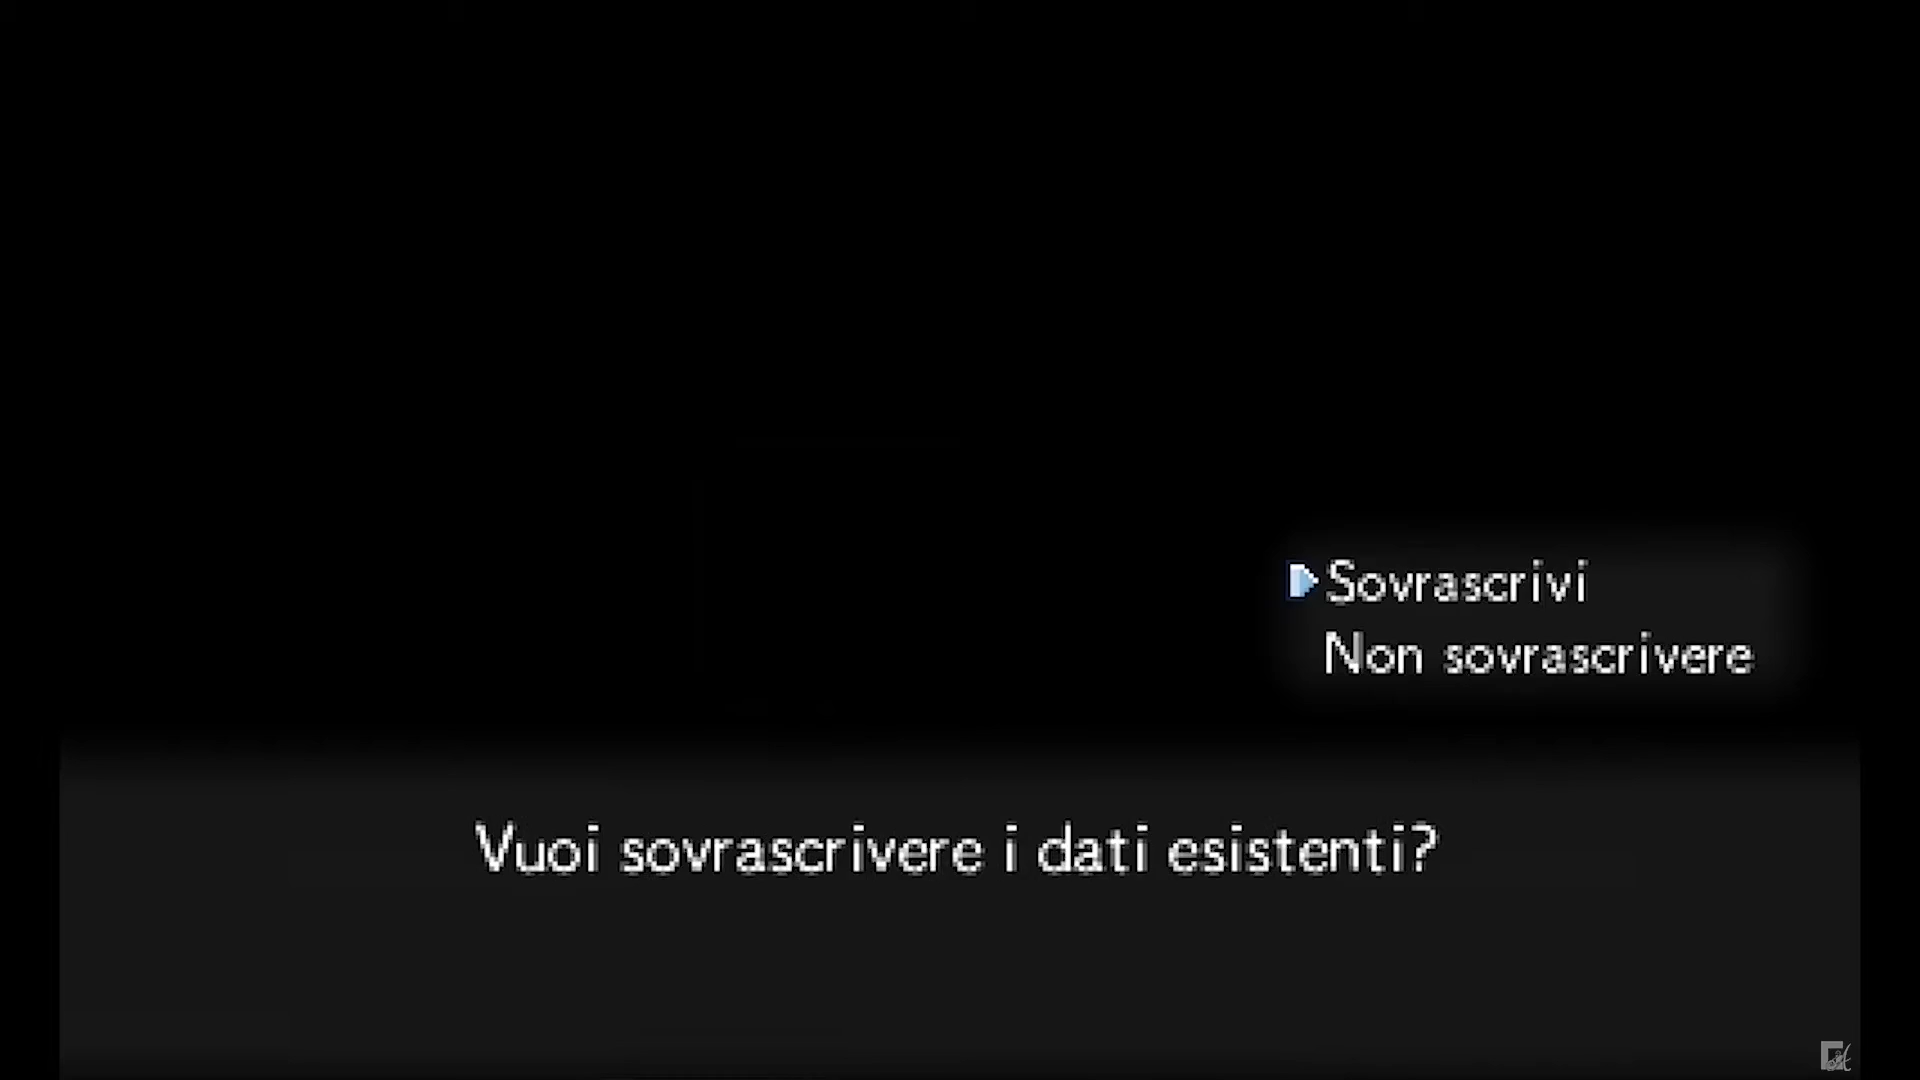 Sovrascrivi
Non sovrascrivere
Vuoi sovrascrivere i dati esistenti?